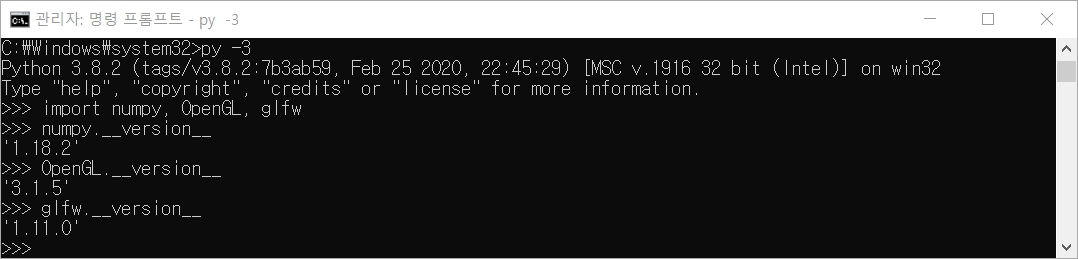 관리자: 명령 프롬프트 - py  -3
C:₩Windows₩system32>py -3
Python 3.8.2 (tags/v3.8.2:7b3ab59, Feb 25 2020, 22:45:29) [MSC v.1916 32 bit (Intel)] on win32
Type "help", "copyright", "credits" or "license" for more information.
>>> import numpy, OpenGL, glfw
>>> numpy.__version__
'1.18.2'
>>> OpenGL.__version__
'3.1.5'
>>> glfw.__version__
'1.11.0'
>>>